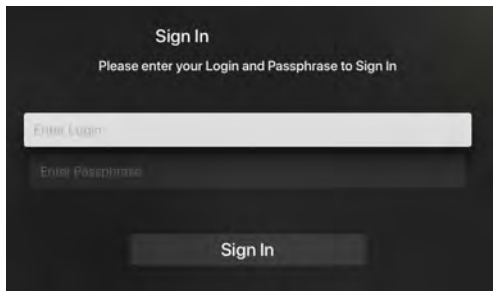 Sign In
Please enter your Login and Passphrase to Sign In
Enter Login
Enter Passphrase
Sign In